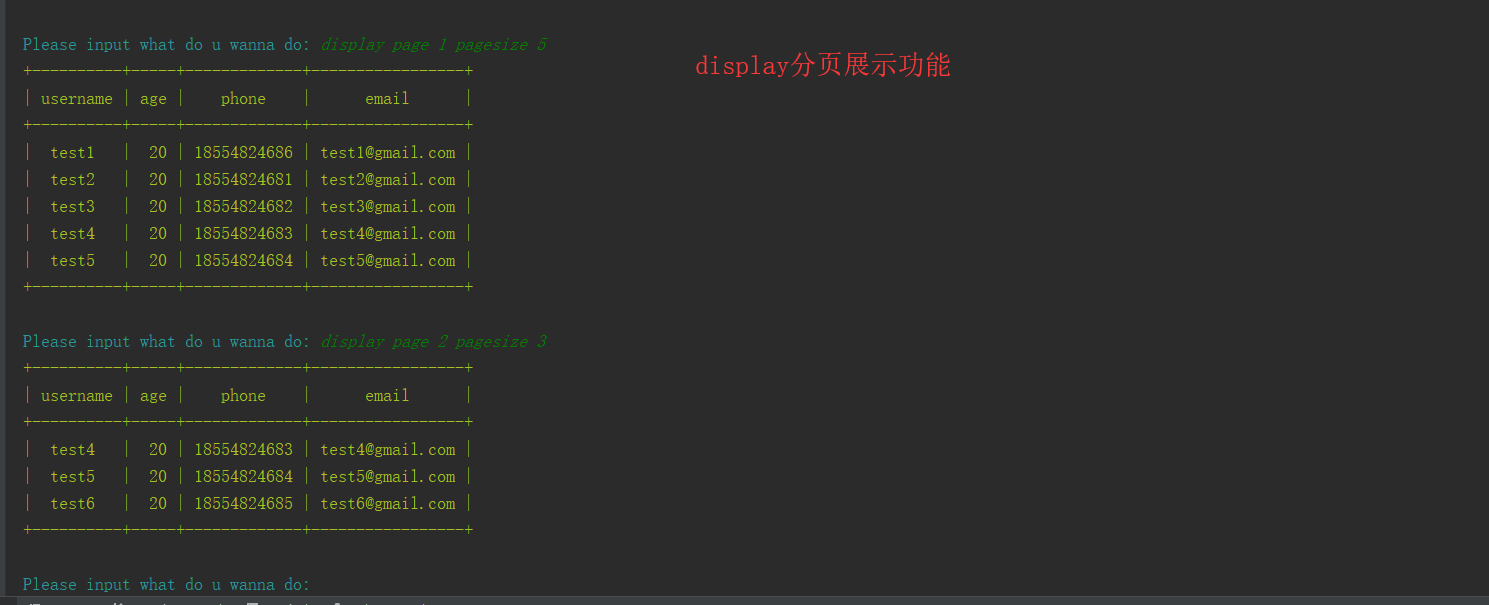 Please input what do u wanna do: display page 1 pagesize 5
display分页展示功能
+----------+-----+-------------+-----------------+
| username | age |    phone    |      email      |
+----------+-----+-------------+-----------------+
|  test1   |  20 | 18554824686 | test1@gmail.com |
|  test2   |  20 | 18554824681 | test2@gmail.com |
|  test3   |  20 | 18554824682 | test3@gmail.com |
|  test4   |  20 | 18554824683 | test4@gmail.com |
|  test5   |  20 | 18554824684 | test5@gmail.com |
+----------+-----+-------------+-----------------+
Please input what do u wanna do: display page 2 pagesize 3
+----------+-----+-------------+-----------------+
| username | age |    phone    |      email      |
+----------+-----+-------------+-----------------+
|  test4   |  20 | 18554824683 | test4@gmail.com |
|  test5   |  20 | 18554824684 | test5@gmail.com |
|  test6   |  20 | 18554824685 | test6@gmail.com |
+----------+-----+-------------+-----------------+
Please input what do u wanna do: